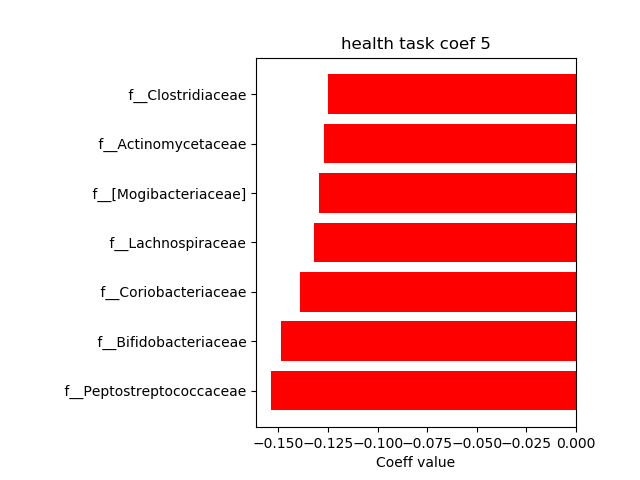 health task coef 5
f__Clostridiaceae
f__Actinomycetaceae
f__[Mogibacteriaceae]
f__Lachnospiraceae
f__Coriobacteriaceae
f__Bifidobacteriaceae
f__Peptostreptococcaceae
−0.150 −0.125 −0.100 −0.075 −0.050 −0.025 0.000
Coeff value